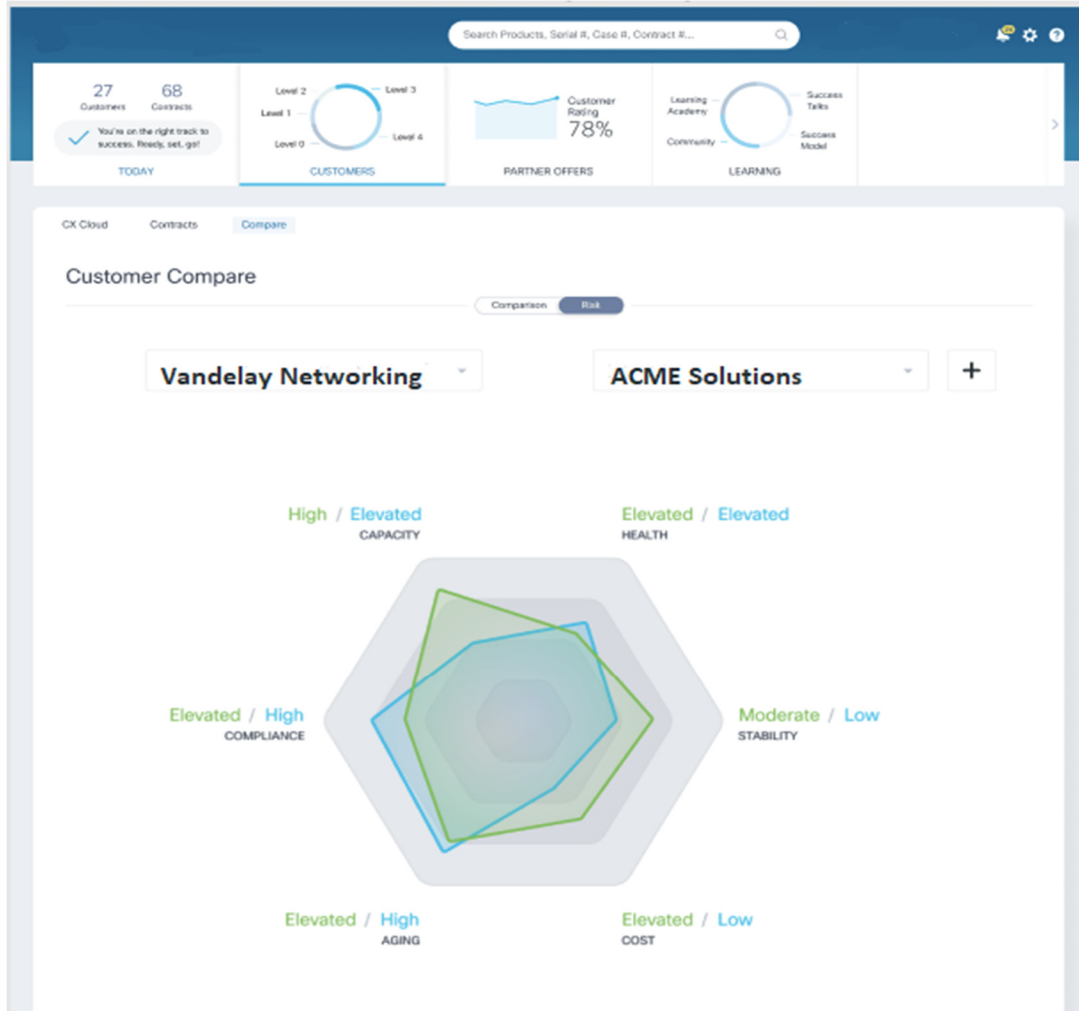 Search Products, Serial #, Case #, Contract #...
27 68
Customers Contracts
You're on the right track to
success. Ready, set, go!
TODAY
Level 2
Level 3
Level 1
Level 4
Level 0
CUSTOMERS
Customer
Rating
78%
PARTNER OFFERS
Learning
Academy
Success
Talks
Community
Success
Model
LEARNING
CX Cloud Contracts Compare
Customer Compare
Comparison Risk
Vandelay Networking ACME Solutions +
High / Elevated
CAPACITY
Elevated / Elevated
HEALTH
Elevated / High
COMPLIANCE
Moderate / Low
STABILITY
Elevated / High
AGING
Elevated / Low
COST